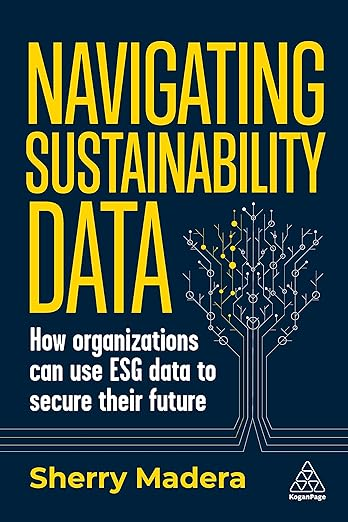 NAVIGATING
SUSTAINABILITY
DATA
How organizations
can use ESG data to
secure their future
Sherry Madera
KoganPage